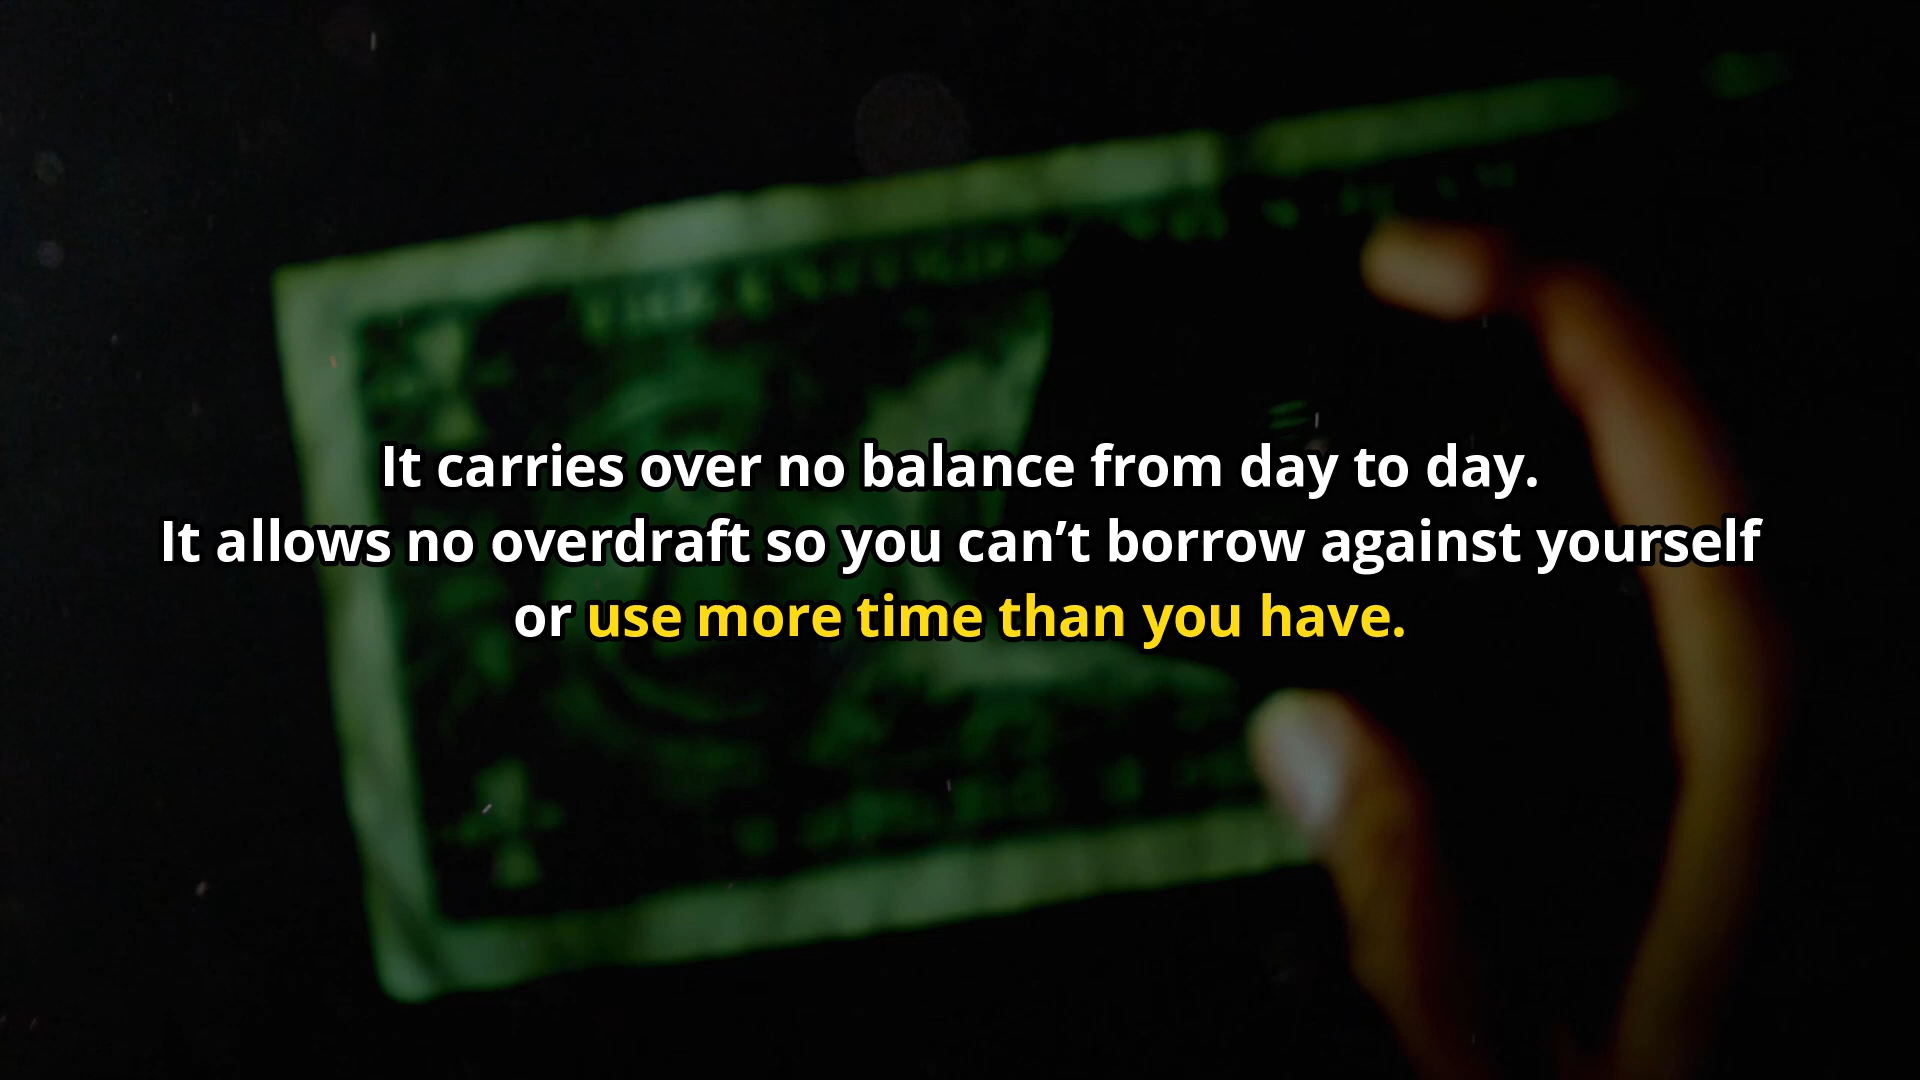 It carries over no balance from day to day.
It allows no overdraft so you can’t borrow against yourself
or use more time than you have.